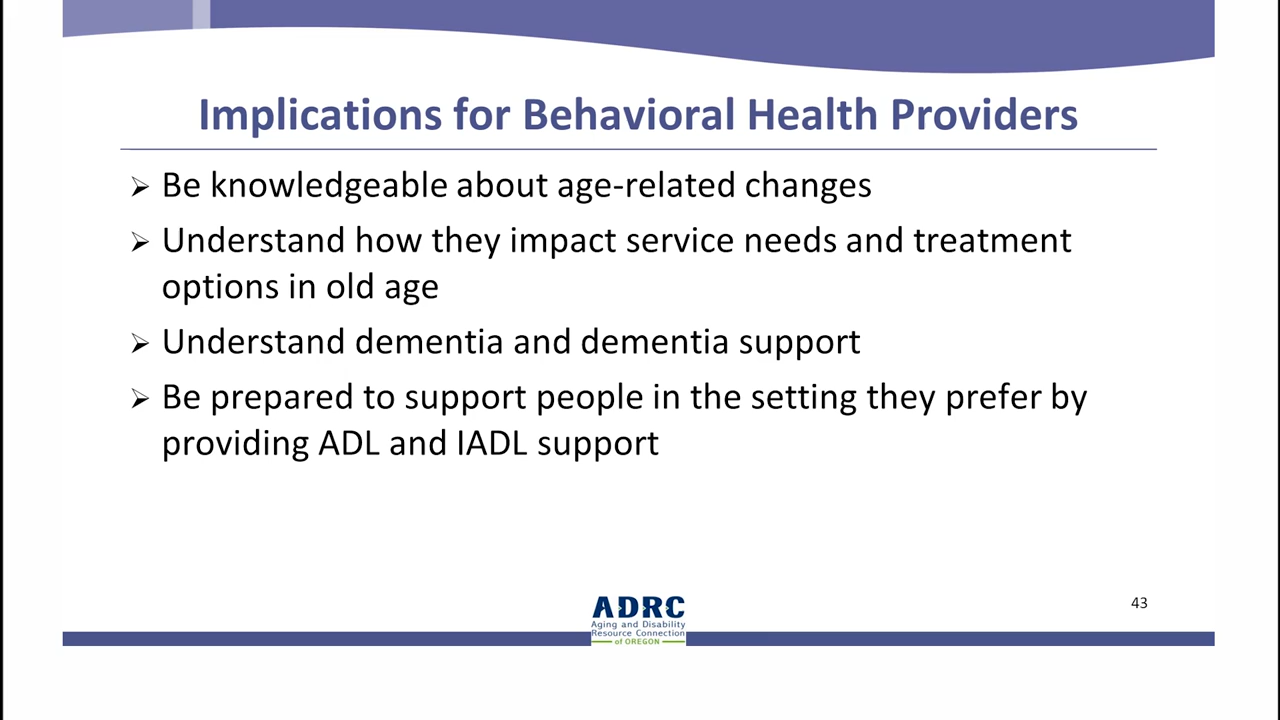 Implications for Behavioral Health Providers
➢ Be knowledgeable about age-related changes
➢ Understand how they impact service needs and treatment
options in old age
➢ Understand dementia and dementia support
➢ Be prepared to support people in the setting they prefer by
providing ADL and IADL support
43
ADRC
Aging and Disability
Resource Connection
of OREGON